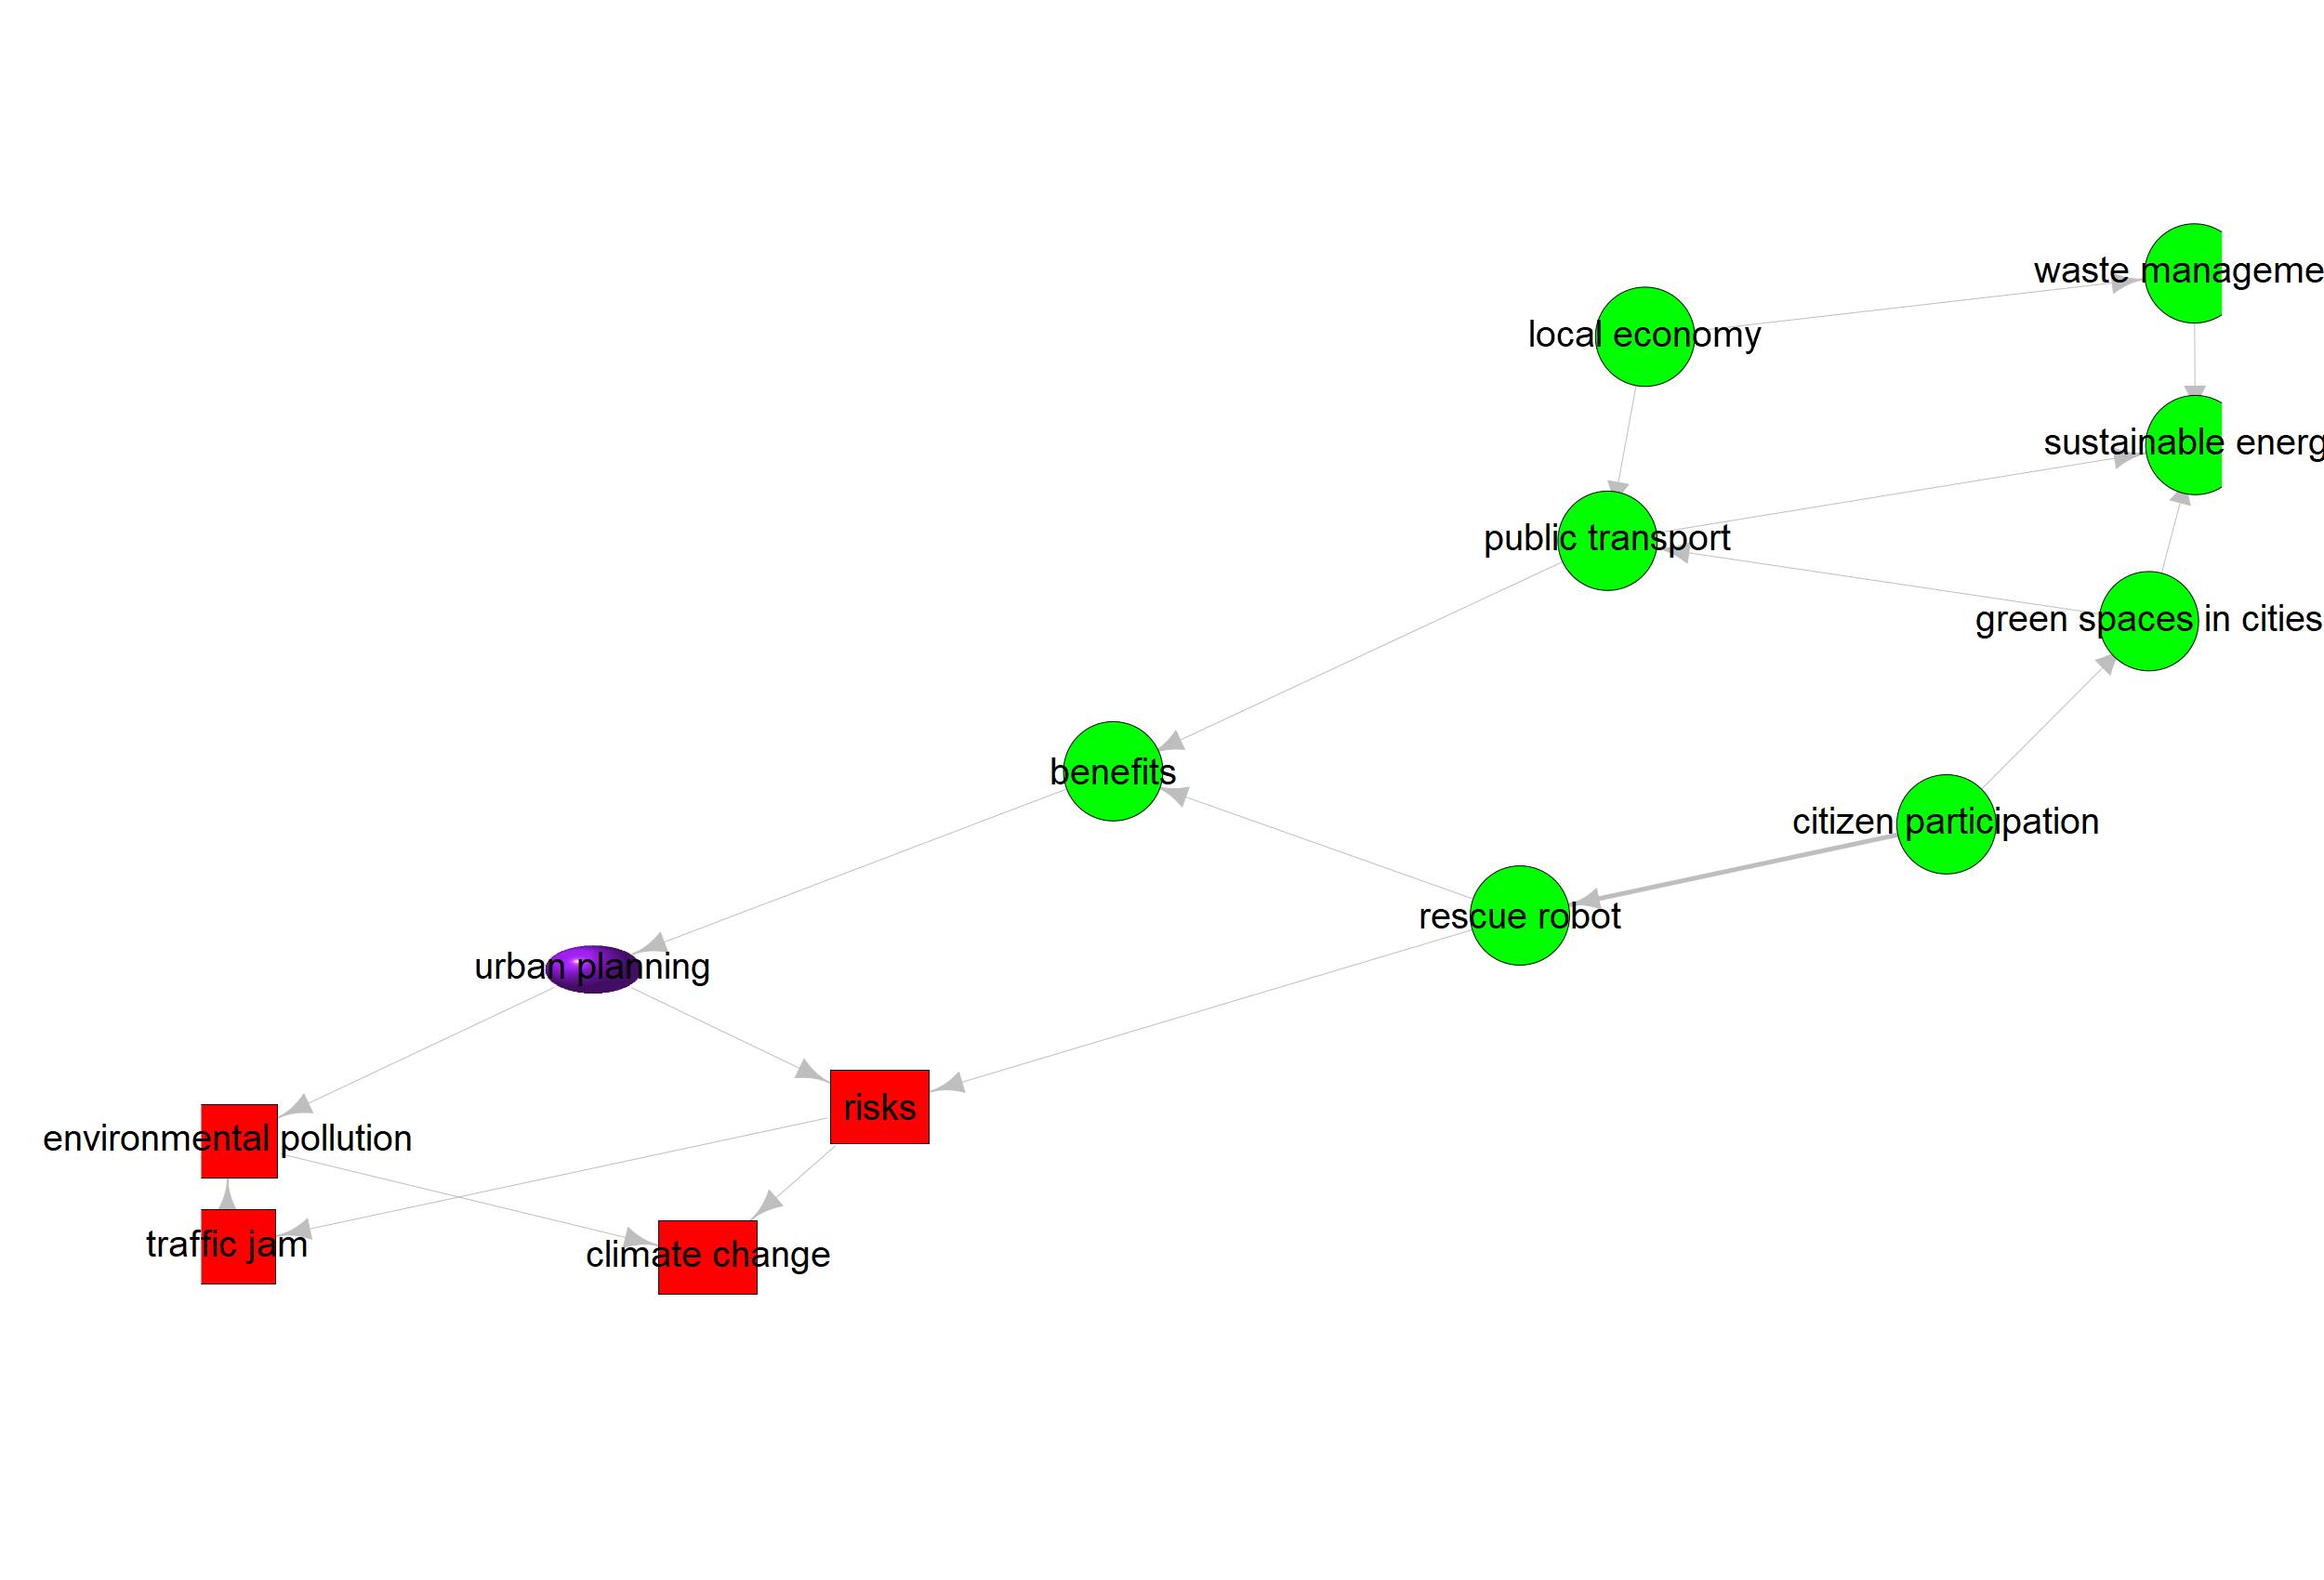 waste manageme
local economy
sustainable energ
public transport
green spaces in cities
benefits
citizen participation
rescue robot
urban planning
risks
environmental pollution
traffic jam
climate change